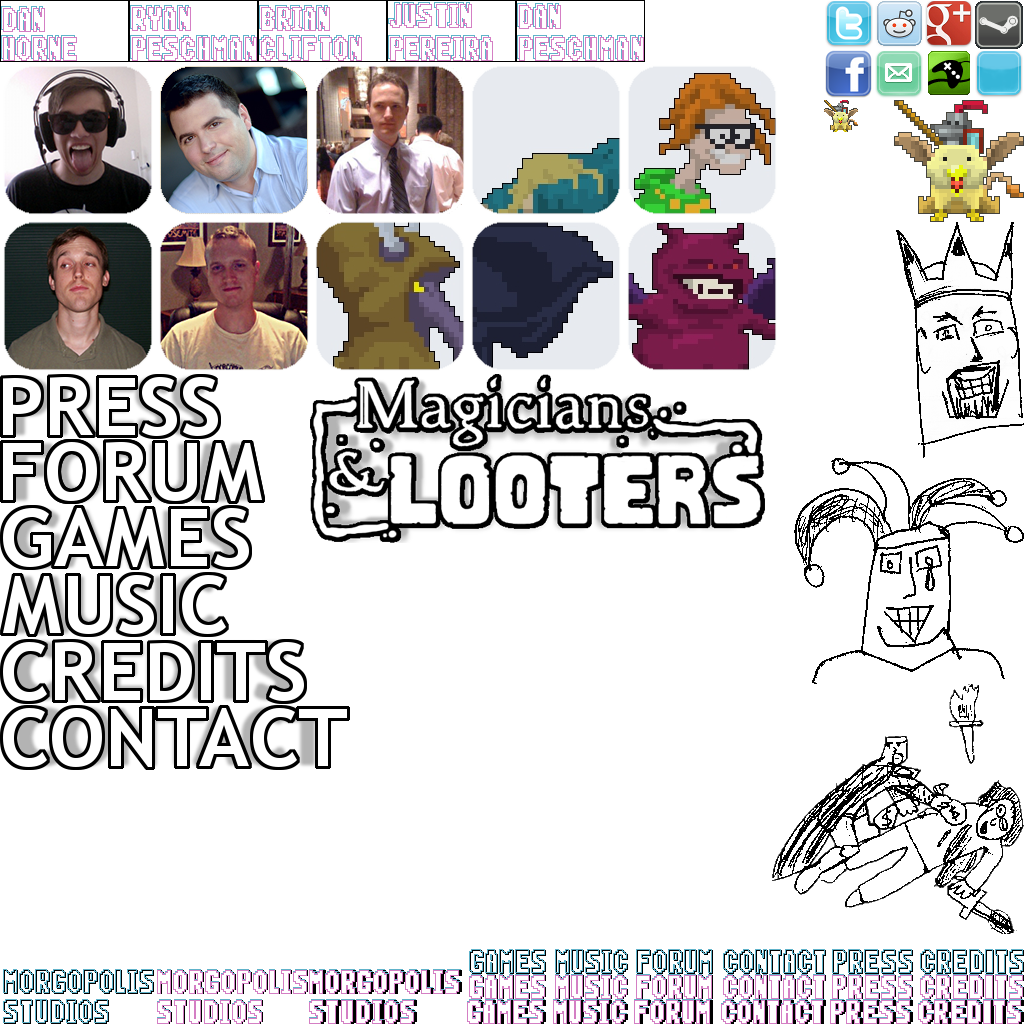 DAN HORNE
RYAN PESCHMAN
BRIAN CLIFTON
JUSTIN PEREIRA
DAN PESCHMAN
g+
f
PRESS
FORUM
GAMES
MUSIC
CREDITS
CONTACT
Magicians
& LOOTERS
MORGOPOLIS STUDIOS
MORGOPOLIS STUDIOS
MORGOPOLIS STUDIOS
GAMES MUSIC FORUM CONTACT PRESS CREDITS
GAMES MUSIC FORUM CONTACT PRESS CREDITS
GAMES MUSIC FORUM CONTACT PRESS CREDITS